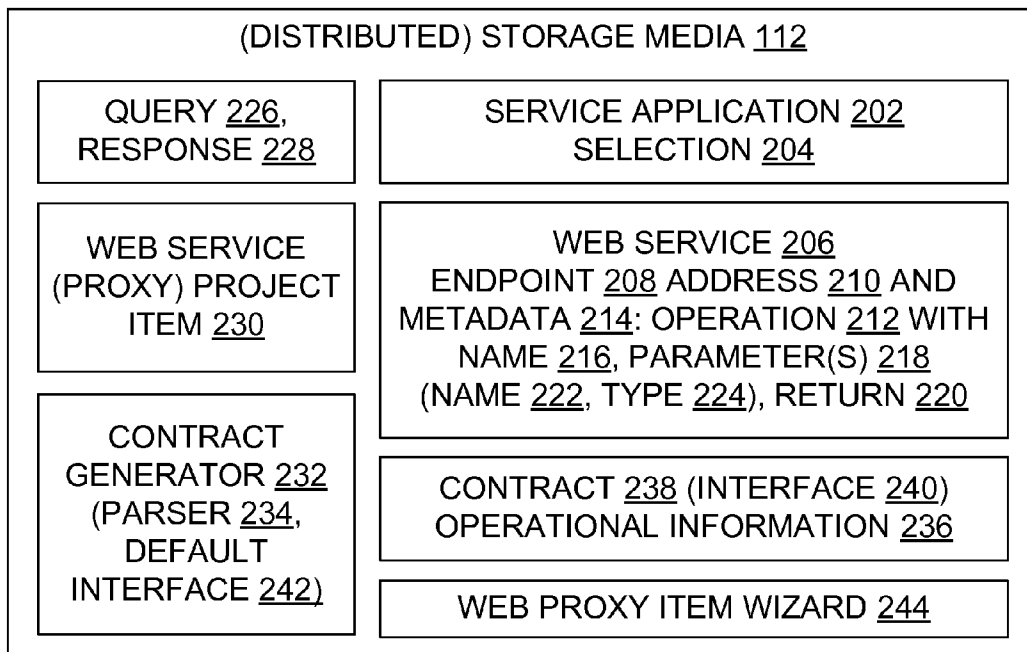 (DISTRIBUTED) STORAGE MEDIA 112
QUERY 226,
RESPONSE 228
SERVICE APPLICATION 202
SELECTION 204
WEB SERVICE
(PROXY) PROJECT
ITEM 230
WEB SERVICE 206
ENDPOINT 208 ADDRESS 210 AND
METADATA 214: OPERATION 212 WITH
NAME 216, PARAMETER(S) 218
(NAME 222, TYPE 224), RETURN 220
CONTRACT
GENERATOR 232
(PARSER 234,
DEFAULT
INTERFACE 242)
CONTRACT 238 (INTERFACE 240)
OPERATIONAL INFORMATION 236
WEB PROXY ITEM WIZARD 244